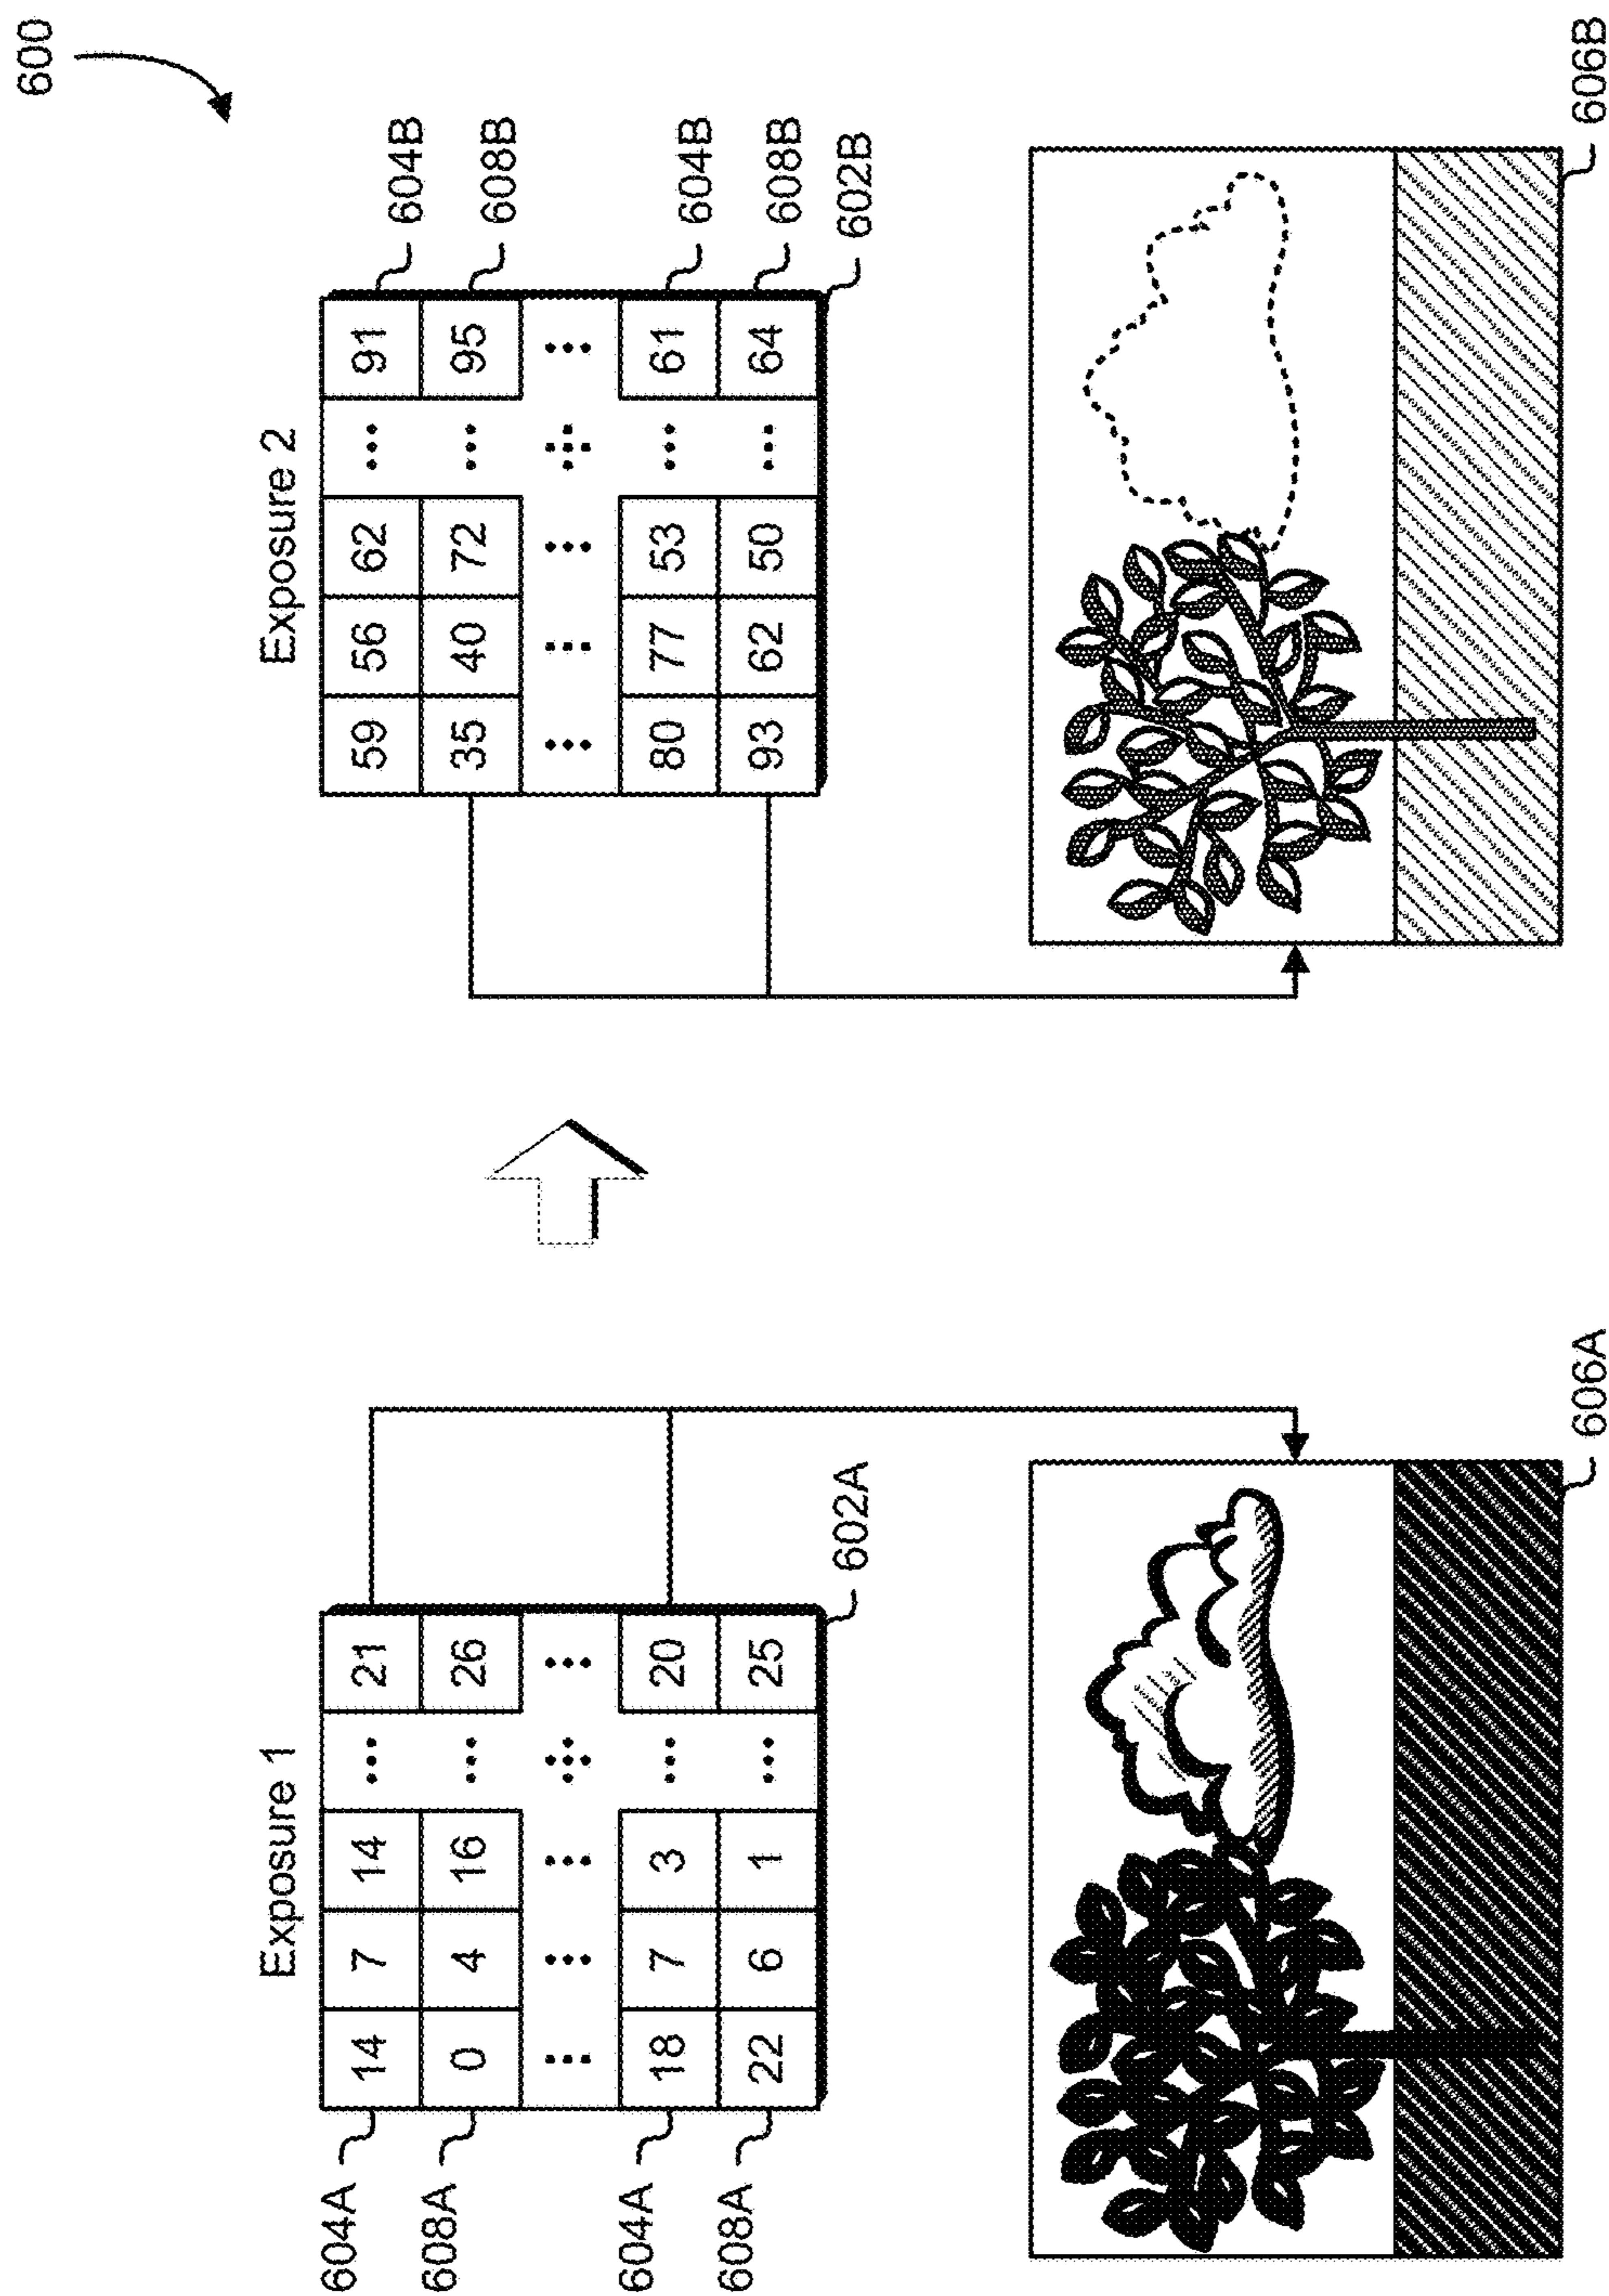 600
Exposure 1
604A 14 7 14 ... 21
608A 0 4 16 ... 26
604A 18 7 3 ... 20
608A 22 6 1 ... 25
602A
606A
Exposure 2
59 56 62 ... 91 604B
35 40 72 ... 95 608B
80 77 53 ... 61 604B
93 62 50 ... 64 608B
602B
606B